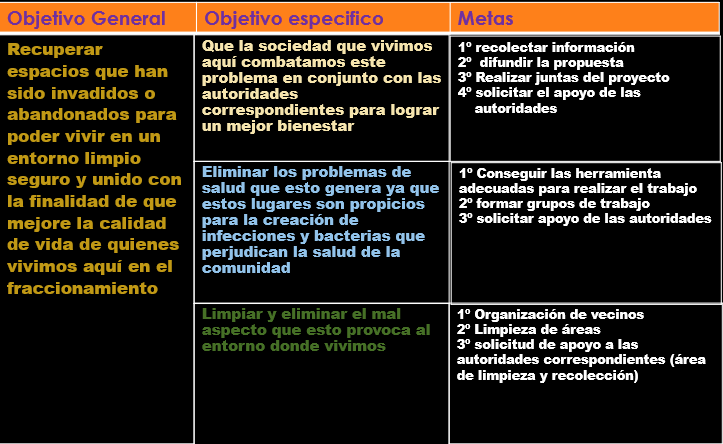 Objetivo General
Objetivo especifico
Metas
Recuperar
espacios que han
sido invadidos o
abandonados para
poder vivir en un
entorno limpio
seguro y unido con
la finalidad de que
mejore la calidad
de vida de quienes
vivimos aquí en el
fraccionamiento
Que la sociedad que vivimos
aquí combatamos este
problema en conjunto con las
autoridades
correspondientes para lograr
un mejor bienestar
1º recolectar información
2º difundir la propuesta
3º Realizar juntas del proyecto
4º solicitar el apoyo de las
autoridades
Eliminar los problemas de
salud que esto genera ya que
estos lugares son propicios
para la creación de
infecciones y bacterias que
perjudican la salud de la
comunidad
1º Conseguir las herramienta
adecuadas para realizar el trabajo
2º formar grupos de trabajo
3º solicitar apoyo de las autoridades
Limpiar y eliminar el mal
aspecto que esto provoca al
entorno donde vivimos
1º Organización de vecinos
2º Limpieza de áreas
3º solicitud de apoyo a las
autoridades correspondientes (área
de limpieza y recolección)